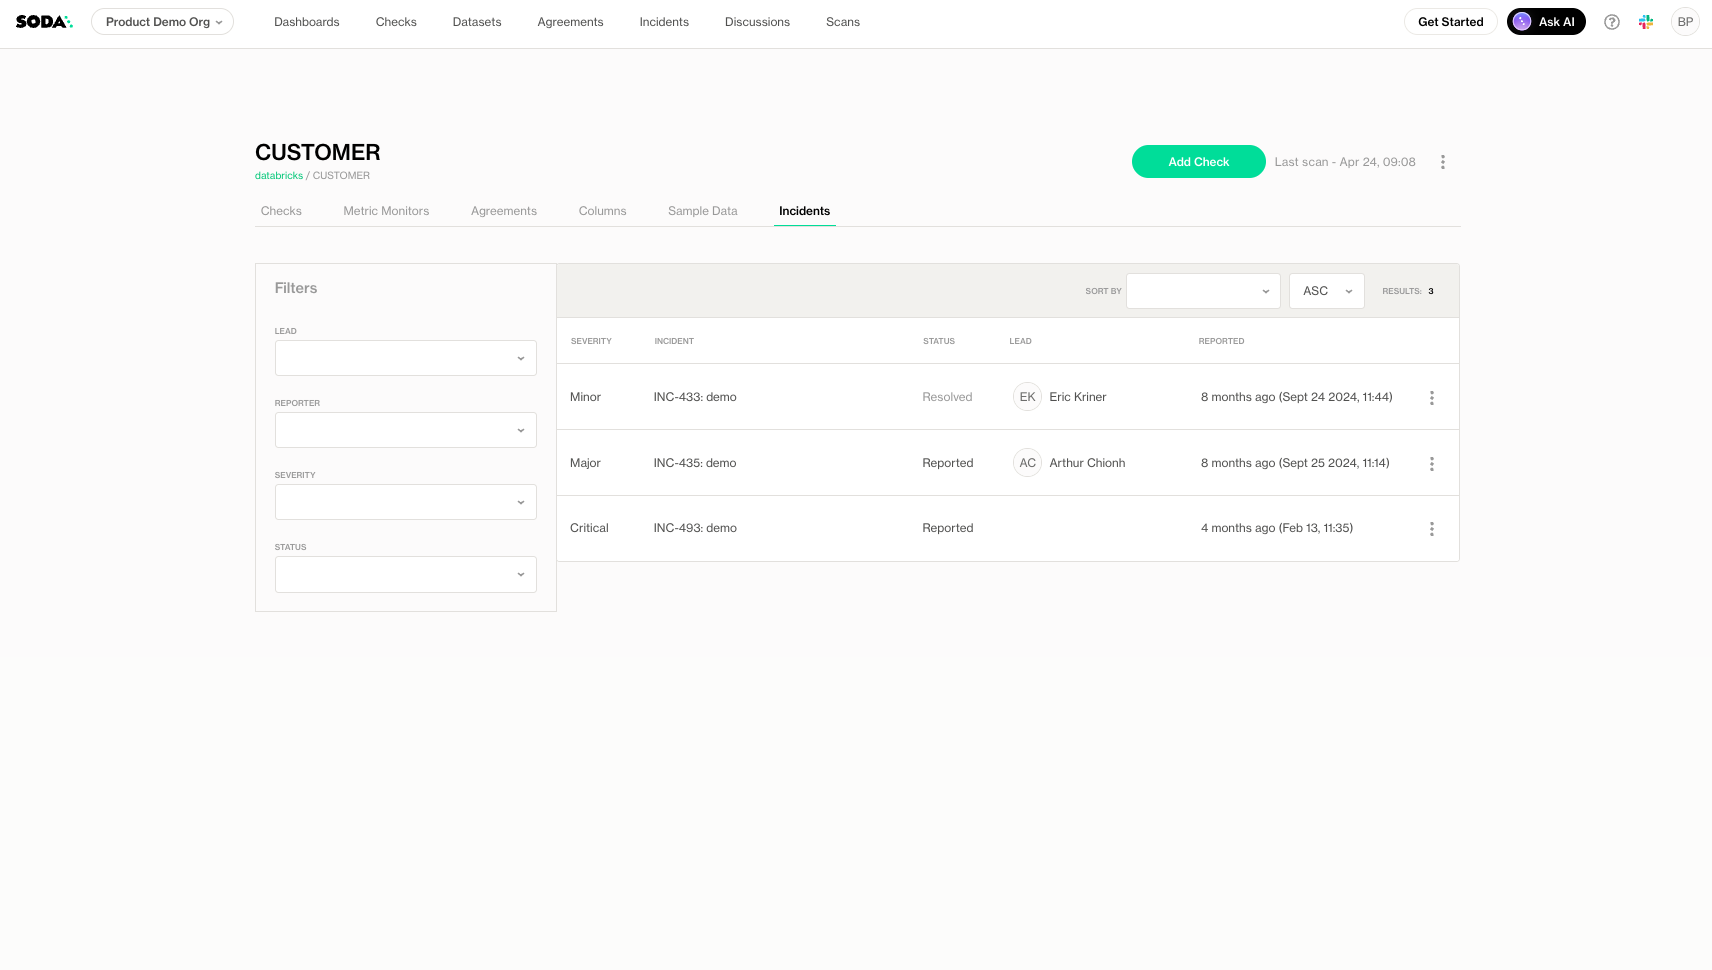 SODA Product Demo Org Dashboards Checks Datasets Agreements Incidents Discussions Scans Get Started Ask AI ? BP
CUSTOMER
databricks / CUSTOMER
Add Check Last scan - Apr 24, 09:08
Checks Metric Monitors Agreements Columns Sample Data Incidents
Filters
LEAD
REPORTER
SEVERITY
STATUS
SORT BY ASC RESULTS: 3
SEVERITY INCIDENT STATUS LEAD REPORTED
Minor INC-433: demo Resolved EK Eric Kriner 8 months ago (Sept 24 2024, 11:44)
Major INC-435: demo Reported AC Arthur Chionh 8 months ago (Sept 25 2024, 11:14)
Critical INC-493: demo Reported 4 months ago (Feb 13, 11:35)